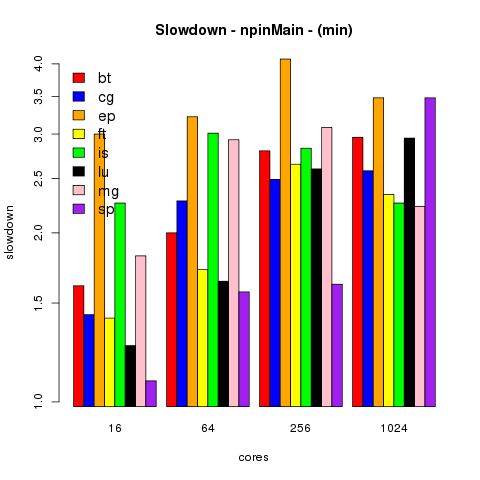 Slowdown - npinMain - (min)
4.0
3.5
3.0
2.5
2.0
1.5
1.0
slowdown
bt
cg
ep
ft
is
lu
mg
sp
16 64 256 1024
cores